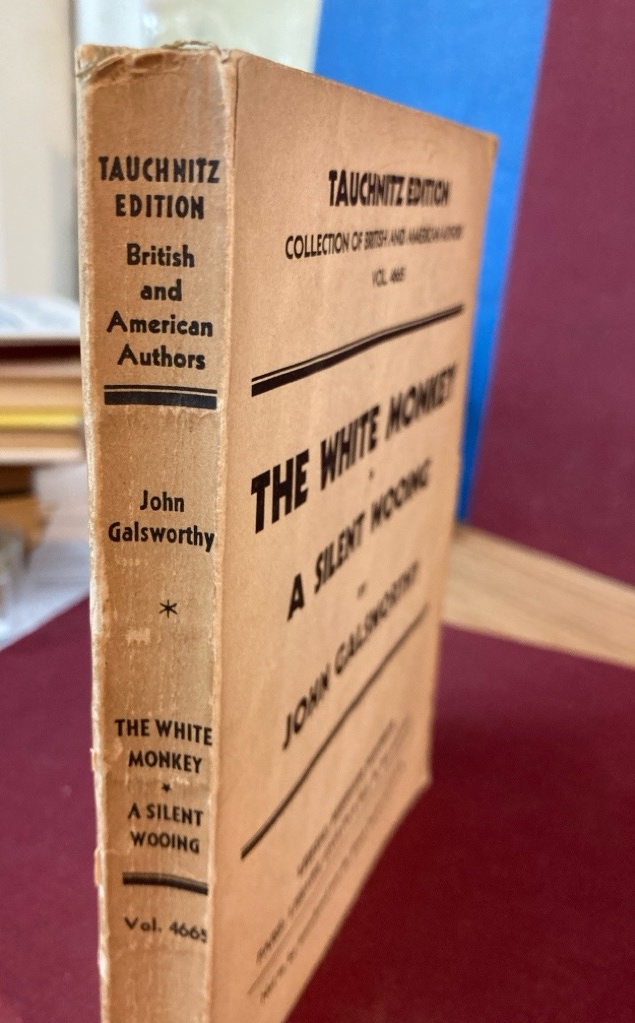 TAUCHNITZ
EDITION
British
and
American
Authors
John
Galsworthy
*
THE WHITE
MONKEY
*
A SILENT
WOOING
Vol. 4665
TAUCHNITZ EDITION
COLLECTION OF BRITISH AND AMERICAN AUTHORS
VOL. 4665
THE WHITE MONKEY
A SILENT WOOING
JOHN GALSWORTHY